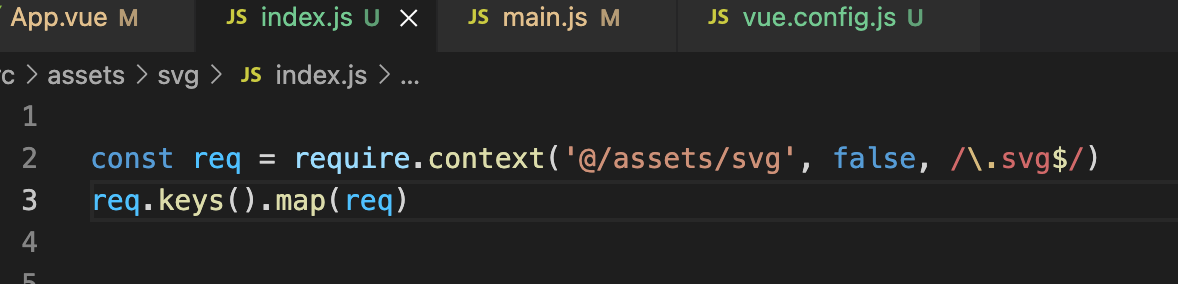 App.vue M JS index.js U × JS main.js M JS vue.config.js U
rc > assets > svg > JS index.js > ...
1
2 const req = require.context('@/assets/svg', false, /\.svg$/)
3 req.keys().map(req)
4
5